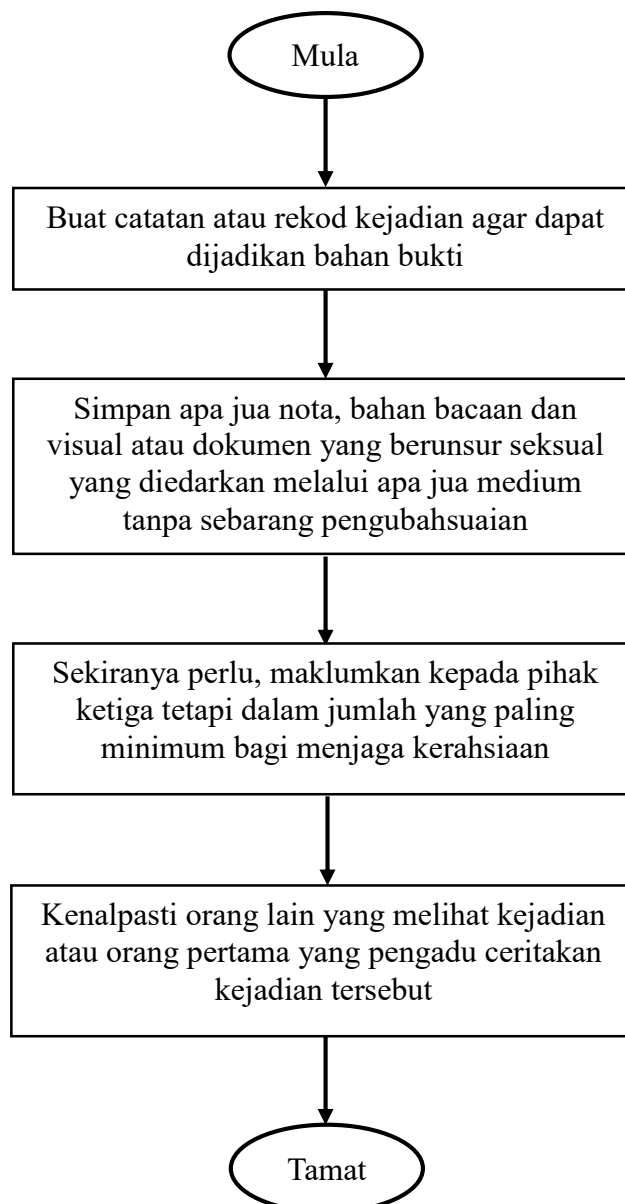 Mula
Buat catatan atau rekod kejadian agar dapat
dijadikan bahan bukti
Simpan apa jua nota, bahan bacaan dan
visual atau dokumen yang berunsur seksual
yang diedarkan melalui apa jua medium
tanpa sebarang pengubahsuaian
Sekiranya perlu, maklumkan kepada pihak
ketiga tetapi dalam jumlah yang paling
minimum bagi menjaga kerahsiaan
Kenalpasti orang lain yang melihat kejadian
atau orang pertama yang pengadu ceritakan
kejadian tersebut
Tamat